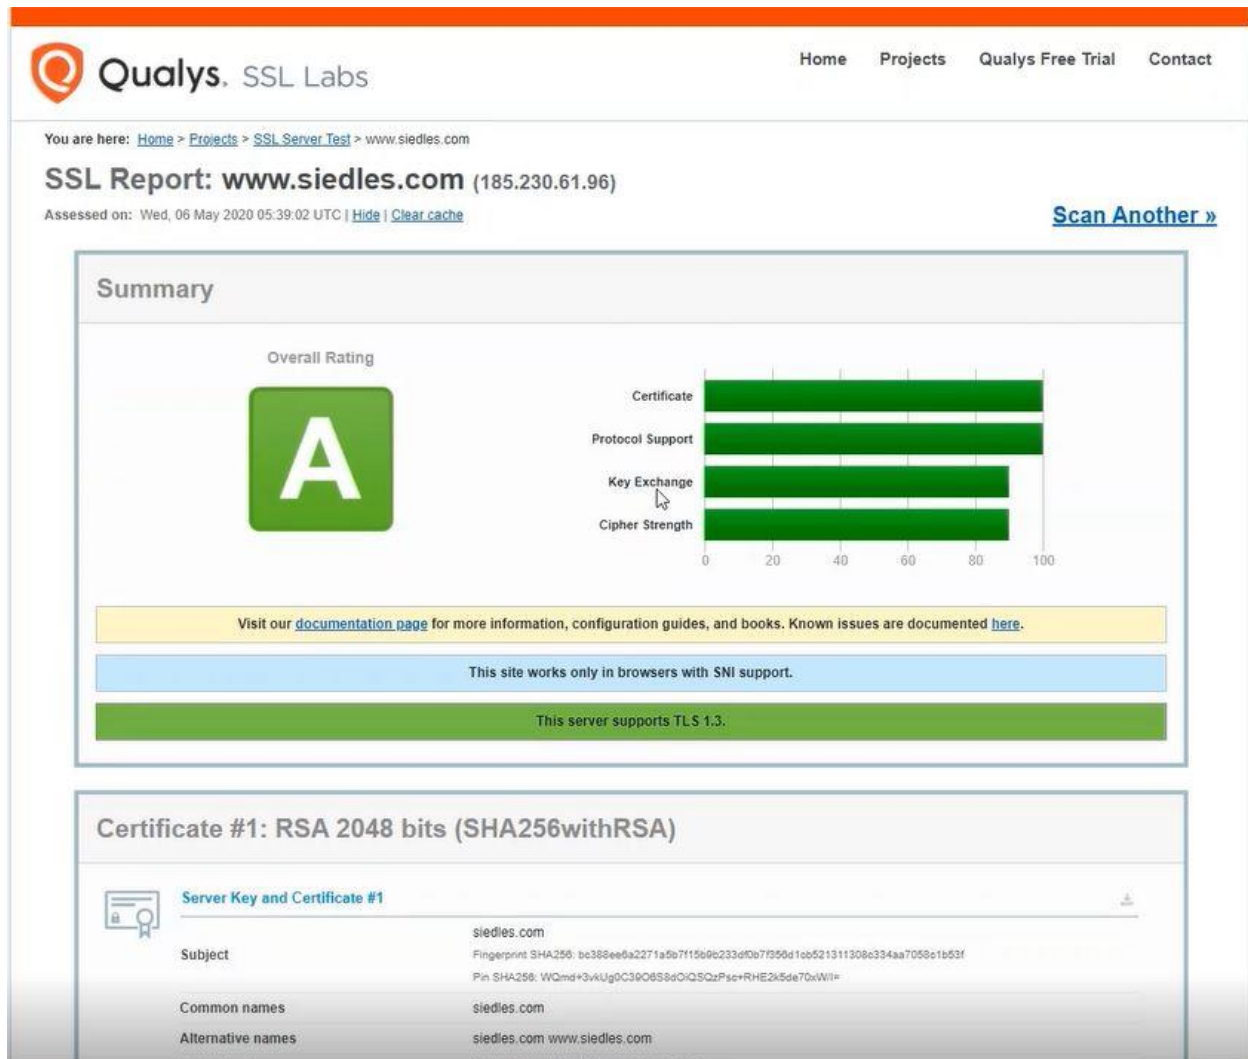 Qualys. SSL Labs
Home Projects Qualys Free Trial Contact
You are here: Home > Projects > SSL Server Test > www.siedles.com
SSL Report: www.siedles.com (185.230.61.96)
Assessed on: Wed, 06 May 2020 05:39:02 UTC | Hide | Clear cache
Scan Another »
Summary
Overall Rating
A
Certificate
Protocol Support
Key Exchange
Cipher Strength
0 20 40 60 80 100
Visit our documentation page for more information, configuration guides, and books. Known issues are documented here.
This site works only in browsers with SNI support.
This server supports TLS 1.3.
Certificate #1: RSA 2048 bits (SHA256withRSA)
Server Key and Certificate #1
Subject
siedles.com
Fingerprint SHA256:
Pin SHA256:
Common names siedles.com
Alternative names siedles.com www.siedles.com